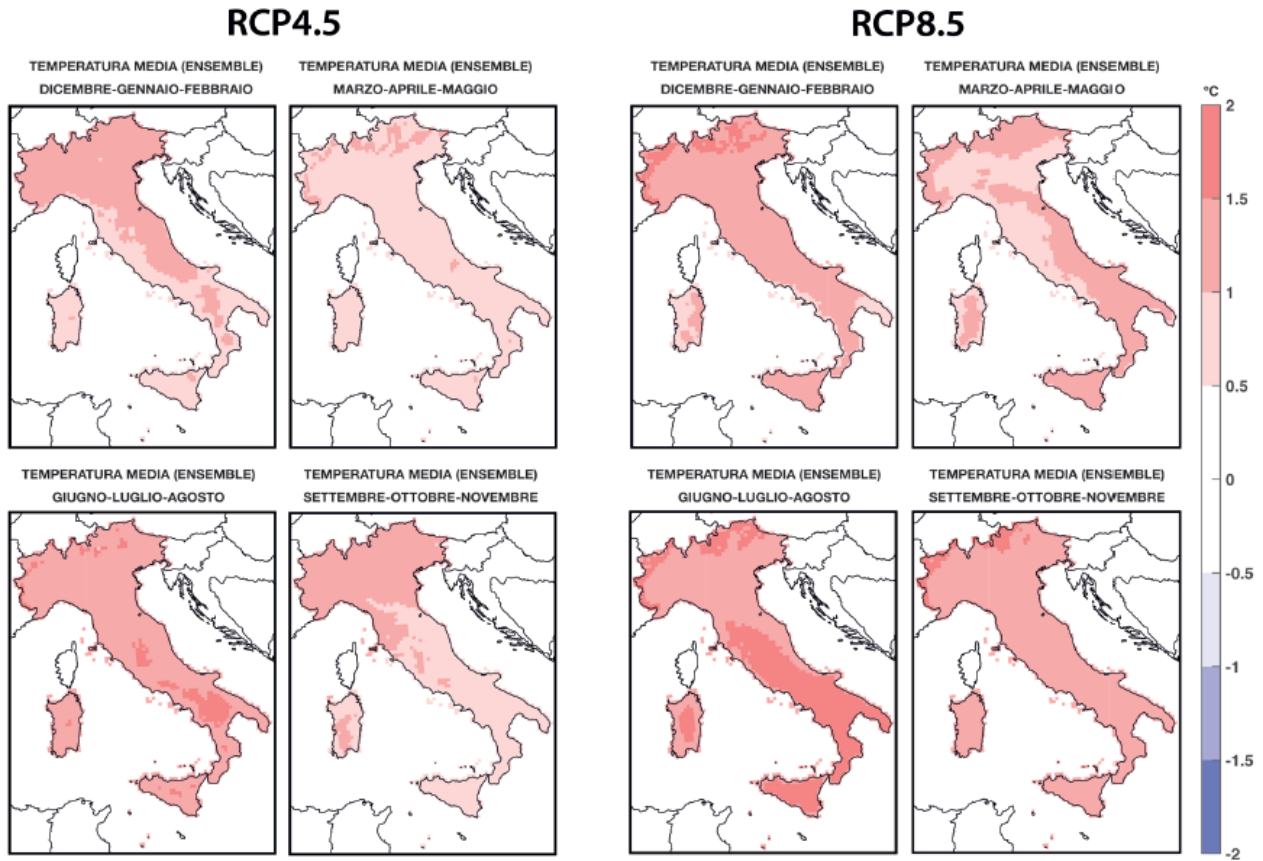 RCP4.5
RCP8.5
TEMPERATURA MEDIA (ENSEMBLE)
DICEMBRE-GENNAIO-FEBBRAIO
TEMPERATURA MEDIA (ENSEMBLE)
MARZO-APRILE-MAGGIO
TEMPERATURA MEDIA (ENSEMBLE)
DICEMBRE-GENNAIO-FEBBRAIO
TEMPERATURA MEDIA (ENSEMBLE)
MARZO-APRILE-MAGGIO
TEMPERATURA MEDIA (ENSEMBLE)
GIUGNO-LUGLIO-AGOSTO
TEMPERATURA MEDIA (ENSEMBLE)
SETTEMBRE-OTTOBRE-NOVEMBRE
TEMPERATURA MEDIA (ENSEMBLE)
GIUGNO-LUGLIO-AGOSTO
TEMPERATURA MEDIA (ENSEMBLE)
SETTEMBRE-OTTOBRE-NOVEMBRE
°C
2
1.5
1
0.5
0
-0.5
-1
-1.5
-2